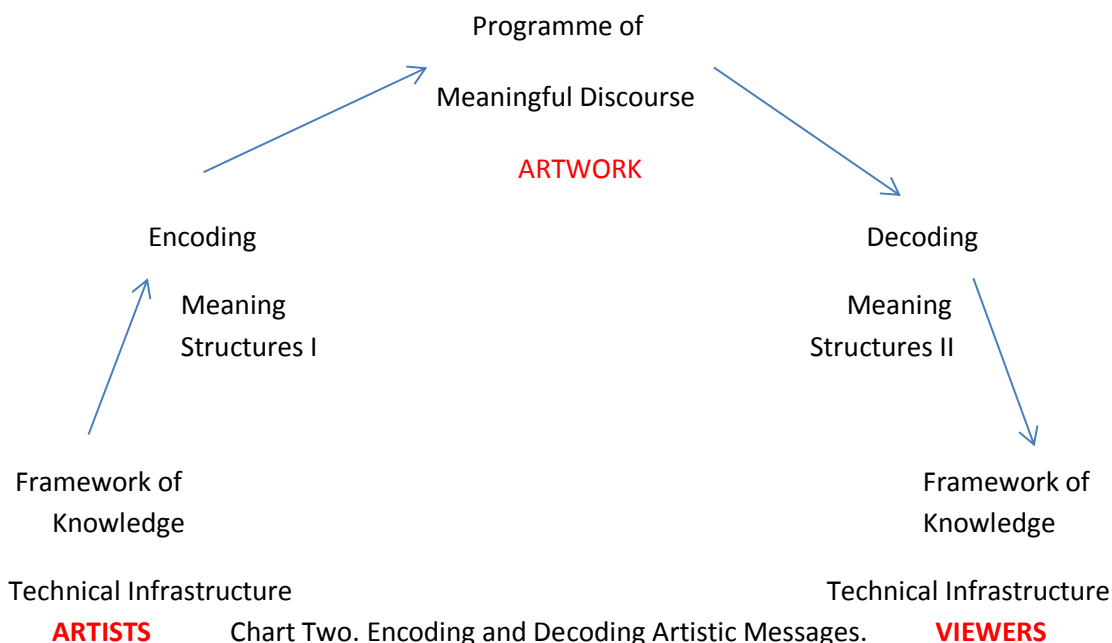 Programme of
Meaningful Discourse
ARTWORK
Encoding
Decoding
Meaning
Structures I
Meaning
Structures II
Framework of
Knowledge
Framework of
Knowledge
Technical Infrastructure
Technical Infrastructure
ARTISTS
Chart Two. Encoding and Decoding Artistic Messages.
VIEWERS